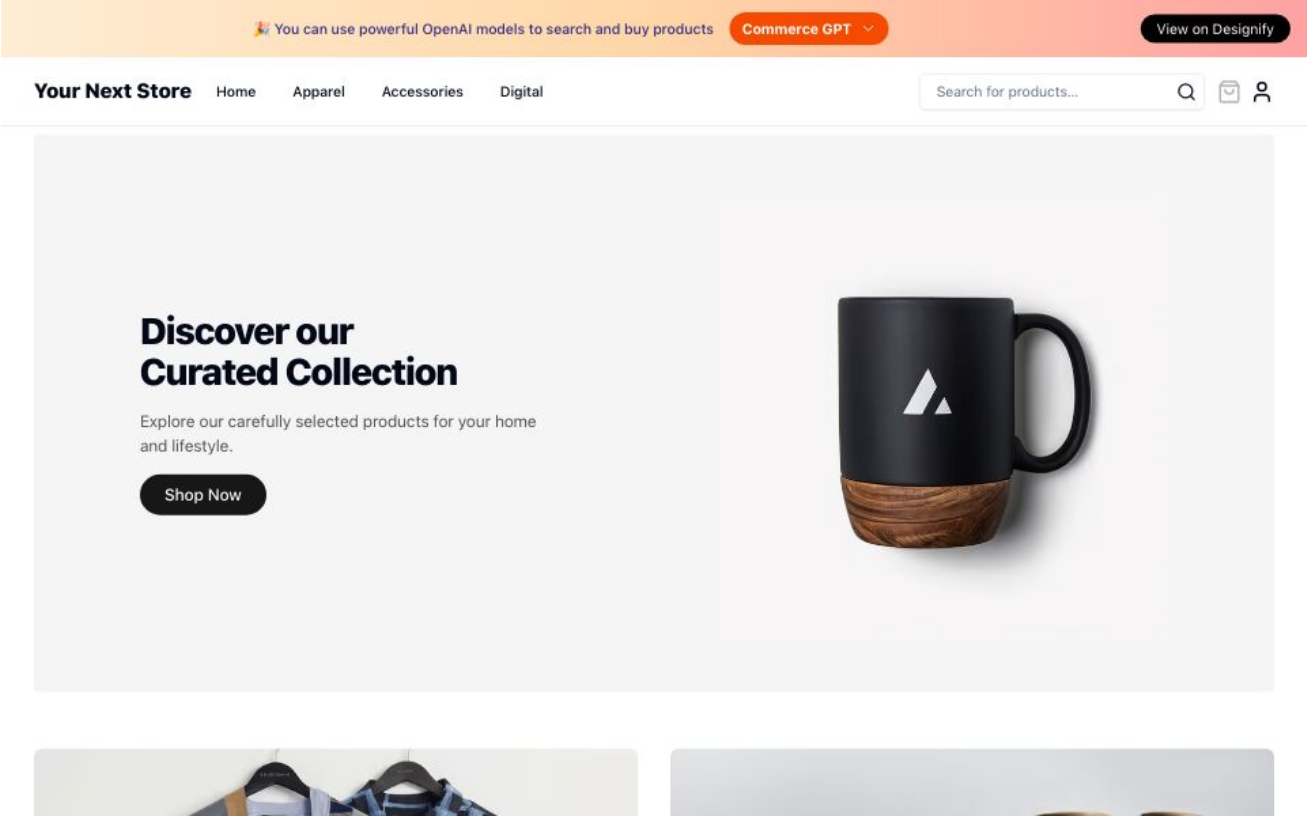 🎉 You can use powerful OpenAI models to search and buy products
Commerce GPT
View on Designify
Your Next Store
Home
Apparel
Accessories
Digital
Search for products...
Discover our
Curated Collection
Explore our carefully selected products for your home
and lifestyle.
Shop Now